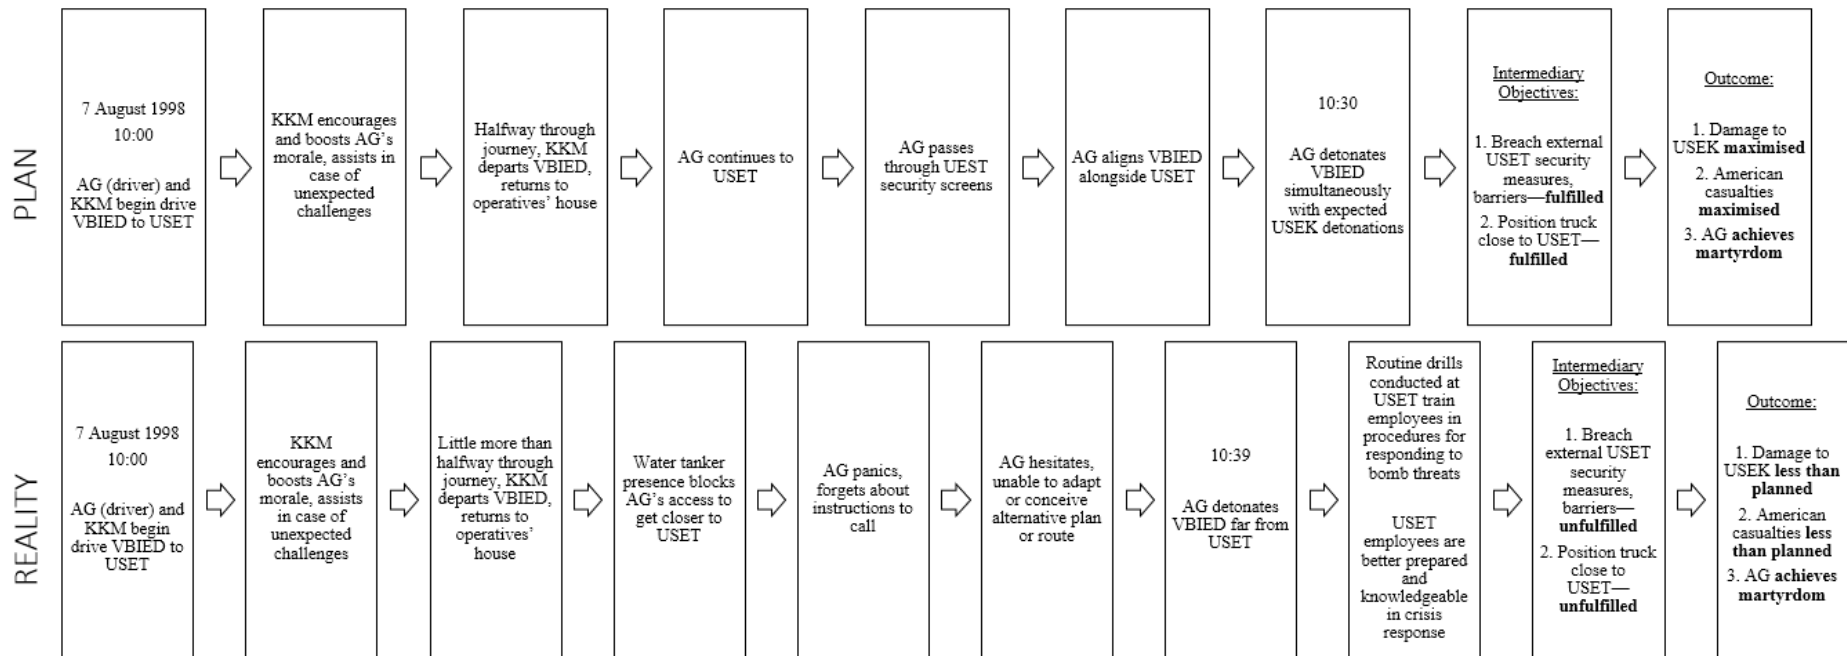 PLAN
7 August 1998
10:00
AG (driver) and
KKM begin drive
VBIED to USET
KKM encourages
and boosts AG's
morale, assists in
case of
unexpected
challenges
Halfway through
journey, KKM
departs VBIED,
returns to
operatives' house
AG continues to
USET
AG passes
through UEST
security screens
AG aligns VBIED
alongside USET
10:30
AG detonates
VBIED
simultaneously
with expected
USEK detonations
Intermediary
Objectives:
1. Breach external
USET security
measures,
barriers—fulfilled
2. Position truck
close to USET—
fulfilled
Outcome:
1. Damage to
USEK maximised
2. American
casualties
maximised
3. AG achieves
martyrdom
REALITY
7 August 1998
10:00
AG (driver) and
KKM begin
drive VBIED to
USET
KKM
encourages and
boosts AG's
morale, assists
in case of
unexpected
challenges
Little more than
halfway through
journey, KKM
departs VBIED,
returns to
operatives'
house
Water tanker
presence blocks
AG's access to
get closer to
USET
AG panics,
forgets about
instructions to
call
AG hesitates,
unable to adapt
or conceive
alternative plan
or route
10:39
AG detonates
VBIED far from
USET
Routine drills
conducted at
USET train
employees in
procedures for
responding to
bomb threats
USET
employees are
better prepared
and
knowledgeable
in crisis
response
Intermediary
Objectives:
1. Breach
external USET
security
measures,
barriers—
unfulfilled
2. Position truck
close to
USET—
unfulfilled
Outcome:
1. Damage to
USEK less than
planned
2. American
casualties less
than planned
3. AG achieves
martyrdom